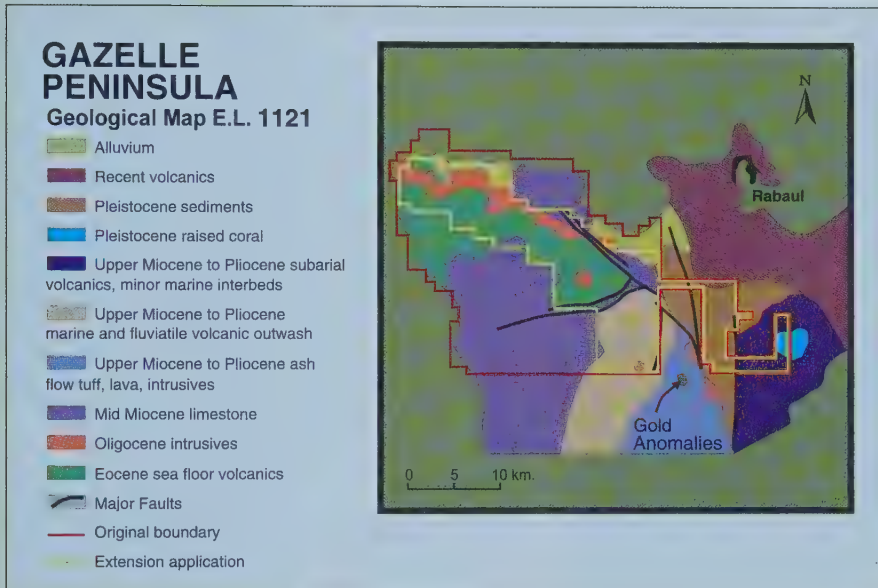 GAZELLE
PENINSULA
Geological Map E.L. 1121
Alluvium
Recent volcanics
Pleistocene sediments
Pleistocene raised coral
Upper Miocene to Pliocene subarial
volcanics, minor marine interbeds
Upper Miocene to Pliocene
marine and fluviatile volcanic outwash
Upper Miocene to Pliocene ash
flow tuff, lava, intrusives
Mid Miocene limestone
Oligocene intrusives
Eocene sea floor volcanics
Major Faults
Original boundary
Extension application
N
Rabaul
Gold
Anomalies
0 5 10 km.